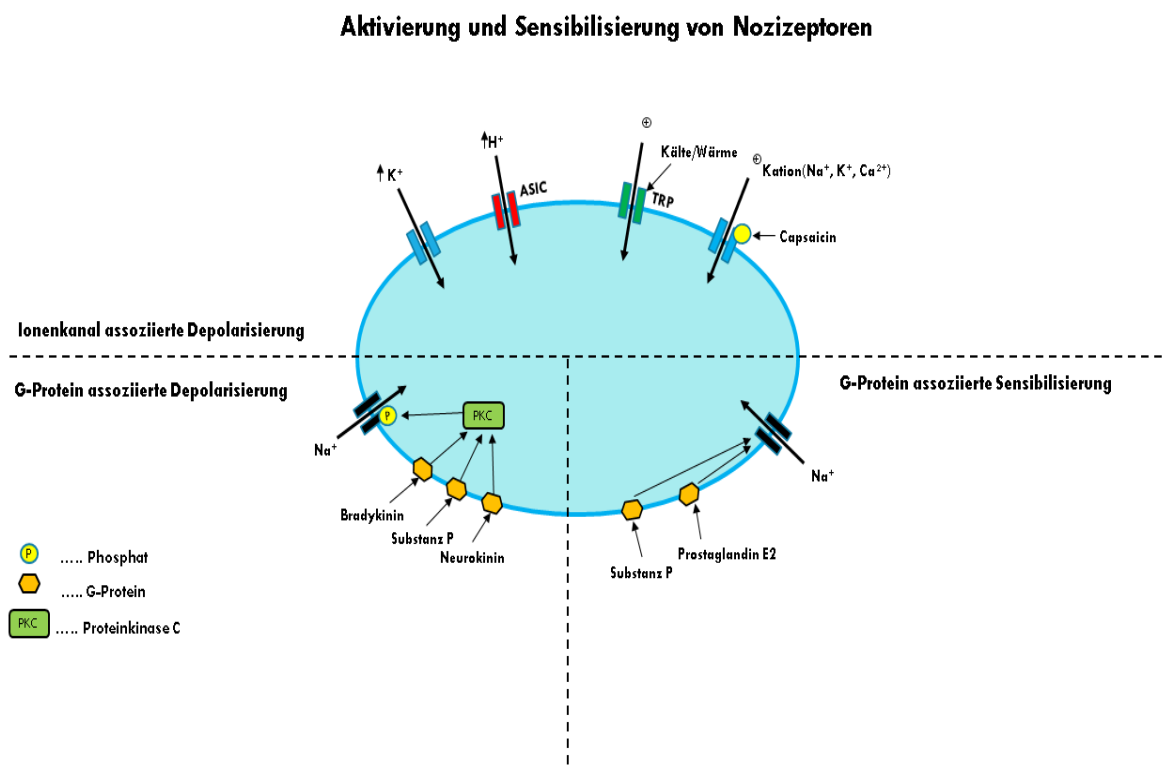 Aktivierung und Sensibilisierung von Nozizeptoren
⊕
↑H⁺
Kälte/Wärme
⊕
↑ K⁺
ASIC
TRP
Kation(Na⁺, K⁺, Ca²⁺)
Capsaicin
Ionenkanal assoziierte Depolarisierung
G-Protein assoziierte Depolarisierung
G-Protein assoziierte Sensibilisierung
P
PKC
Na⁺
Na⁺
Bradykinin
Substanz P
Neurokinin
Substanz P
Prostaglandin E2
P ..... Phosphat
..... G-Protein
PKC ..... Proteinkinase C